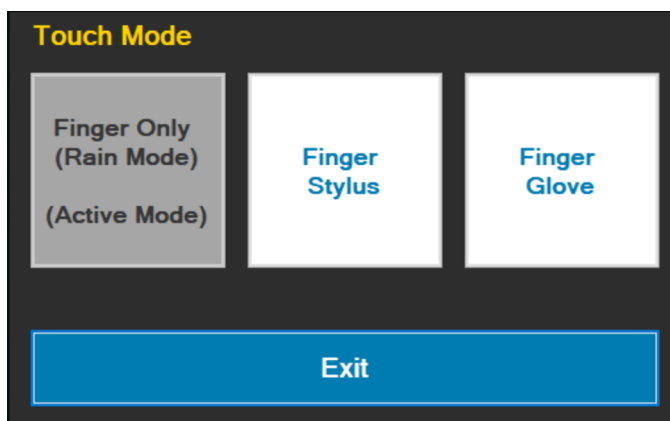 Touch Mode
Finger Only
(Rain Mode)
(Active Mode)
Finger
Stylus
Finger
Glove
Exit